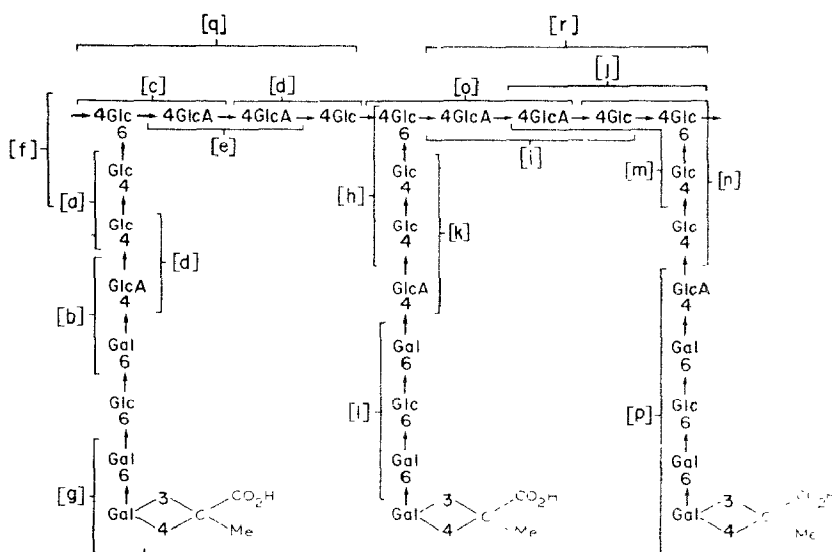 [q] [r]
[c] [d] [o] [j]
→ 4Glc → 4GlcA → 4GlcA → 4Glc → 4Glc → 4GlcA → 4GlcA → 4Glc → 4Glc →
6 [e] 6 [i] 6
[f]
Glc Glc [m] Glc [n]
4 4 4
[a] [h]
Glc Glc Glc
4 [d] 4 [k] 4
GlcA GlcA GlcA
4 4 4
[b]
Gal Gal Gal
6 6 6
Glc [l] Glc [p] Glc
6 6 6
Gal Gal Gal
6 6 6
[g]
3 CO₂H 3 CO₂H 3 CO₂H
Gal C Gal C Gal C
4 Me 4 Me 4 Me